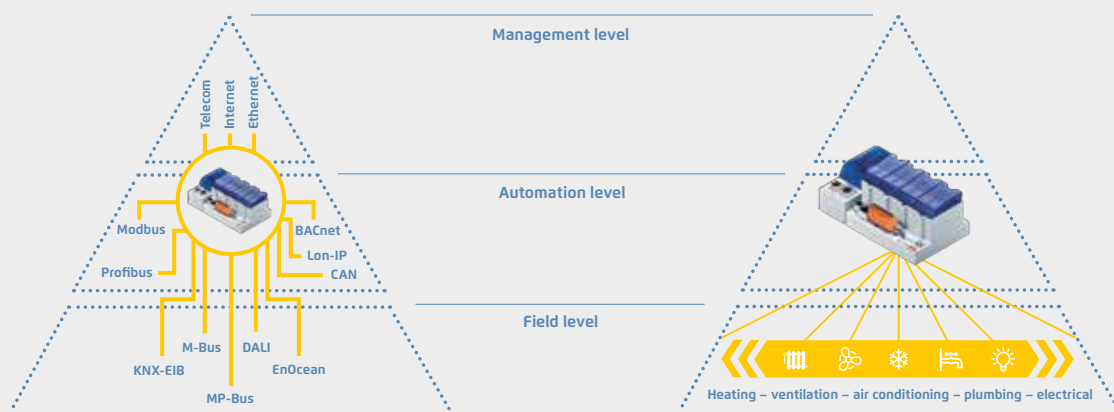 Management level
Telecom
Internet
Ethernet
Automation level
Modbus
BACnet
Lon-IP
Profibus
CAN
Field level
M-Bus
DALI
KNX-EIB
EnOcean
MP-Bus
Heating – ventilation – air conditioning – plumbing – electrical